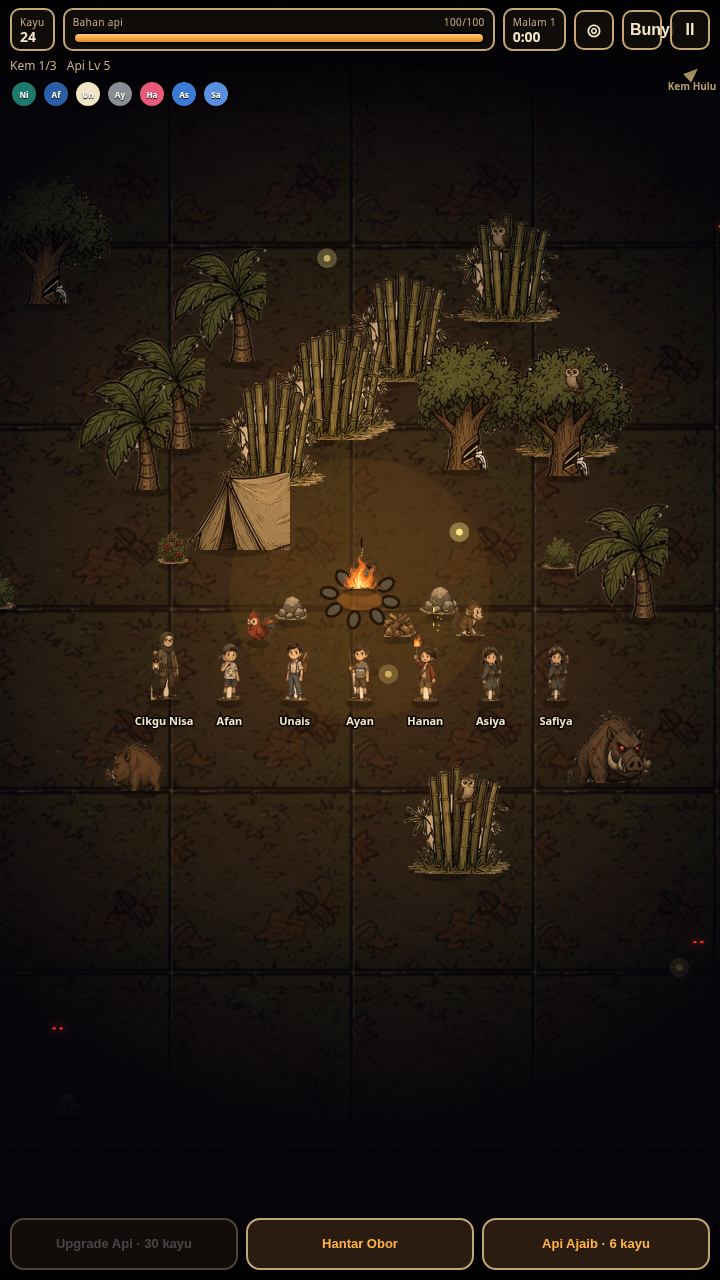 Kayu
24
Bahan api 100/100
Malam 1
0:00
Buny
II
Kem 1/3 Api Lv 5
Kem Hulu
Ni Af Un Ay Ha As Sa
Cikgu Nisa Afan Unais Ayan Hanan Asiya Safiya
Upgrade Api · 30 kayu
Hantar Obor
Api Ajaib · 6 kayu